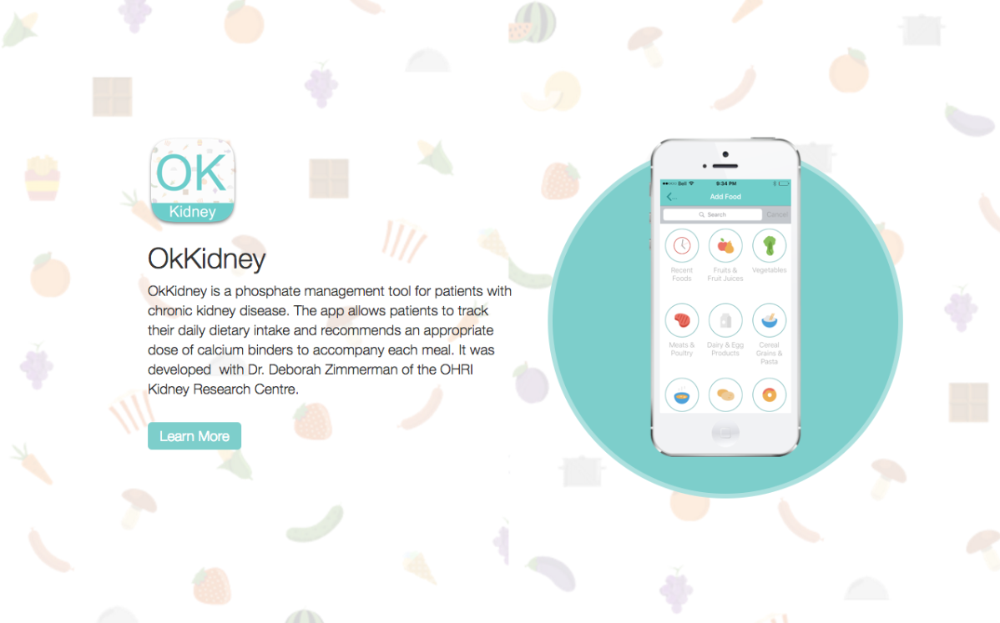 OK
Kidney
OkKidney
OkKidney is a phosphate management tool for patients with
chronic kidney disease. The app allows patients to track
their daily dietary intake and recommends an appropriate
dose of calcium binders to accompany each meal. It was
developed  with Dr. Deborah Zimmerman of the OHRI
Kidney Research Centre.
Learn More
Bell 9:34 PM
Add Food
Search Cancel
Recent
Foods
Fruits &
Fruit Juices
Vegetables
Meats &
Poultry
Dairy & Egg
Products
Cereal
Grains &
Pasta